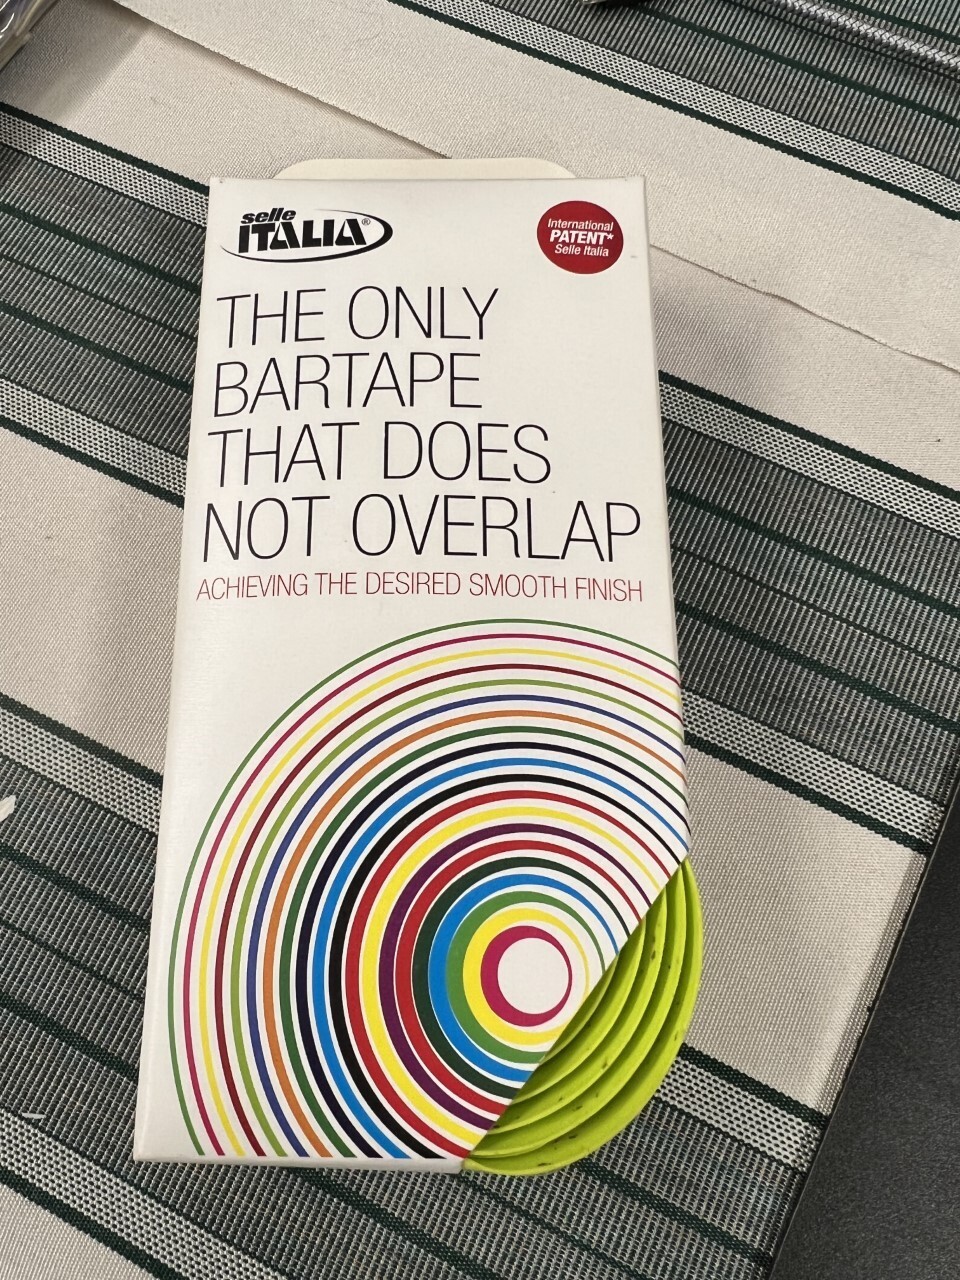 selle
ITALIA®
International
PATENT*
Selle Italia
THE ONLY
BARTAPE
THAT DOES
NOT OVERLAP
ACHIEVING THE DESIRED SMOOTH FINISH